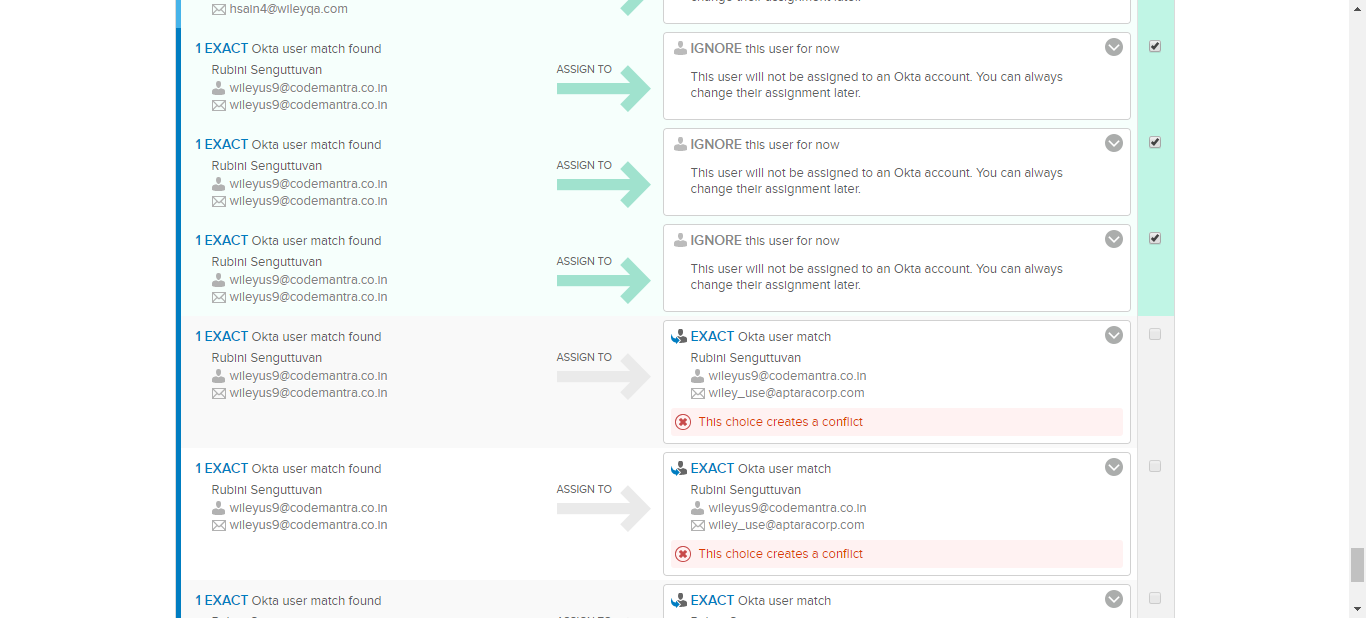 hsain4@wileyqa.com
change their assignment later.
1 EXACT Okta user match found
Rubini Senguttuvan
wileyus9@codemantra.co.in
wileyus9@codemantra.co.in
ASSIGN TO
IGNORE this user for now
This user will not be assigned to an Okta account. You can always
change their assignment later.
1 EXACT Okta user match found
Rubini Senguttuvan
wileyus9@codemantra.co.in
wileyus9@codemantra.co.in
ASSIGN TO
IGNORE this user for now
This user will not be assigned to an Okta account. You can always
change their assignment later.
1 EXACT Okta user match found
Rubini Senguttuvan
wileyus9@codemantra.co.in
wileyus9@codemantra.co.in
ASSIGN TO
IGNORE this user for now
This user will not be assigned to an Okta account. You can always
change their assignment later.
1 EXACT Okta user match found
Rubini Senguttuvan
wileyus9@codemantra.co.in
wileyus9@codemantra.co.in
ASSIGN TO
EXACT Okta user match
Rubini Senguttuvan
wileyus9@codemantra.co.in
wiley_use@aptaracorp.com
This choice creates a conflict
1 EXACT Okta user match found
Rubini Senguttuvan
wileyus9@codemantra.co.in
wileyus9@codemantra.co.in
ASSIGN TO
EXACT Okta user match
Rubini Senguttuvan
wileyus9@codemantra.co.in
wiley_use@aptaracorp.com
This choice creates a conflict
1 EXACT Okta user match found
EXACT Okta user match